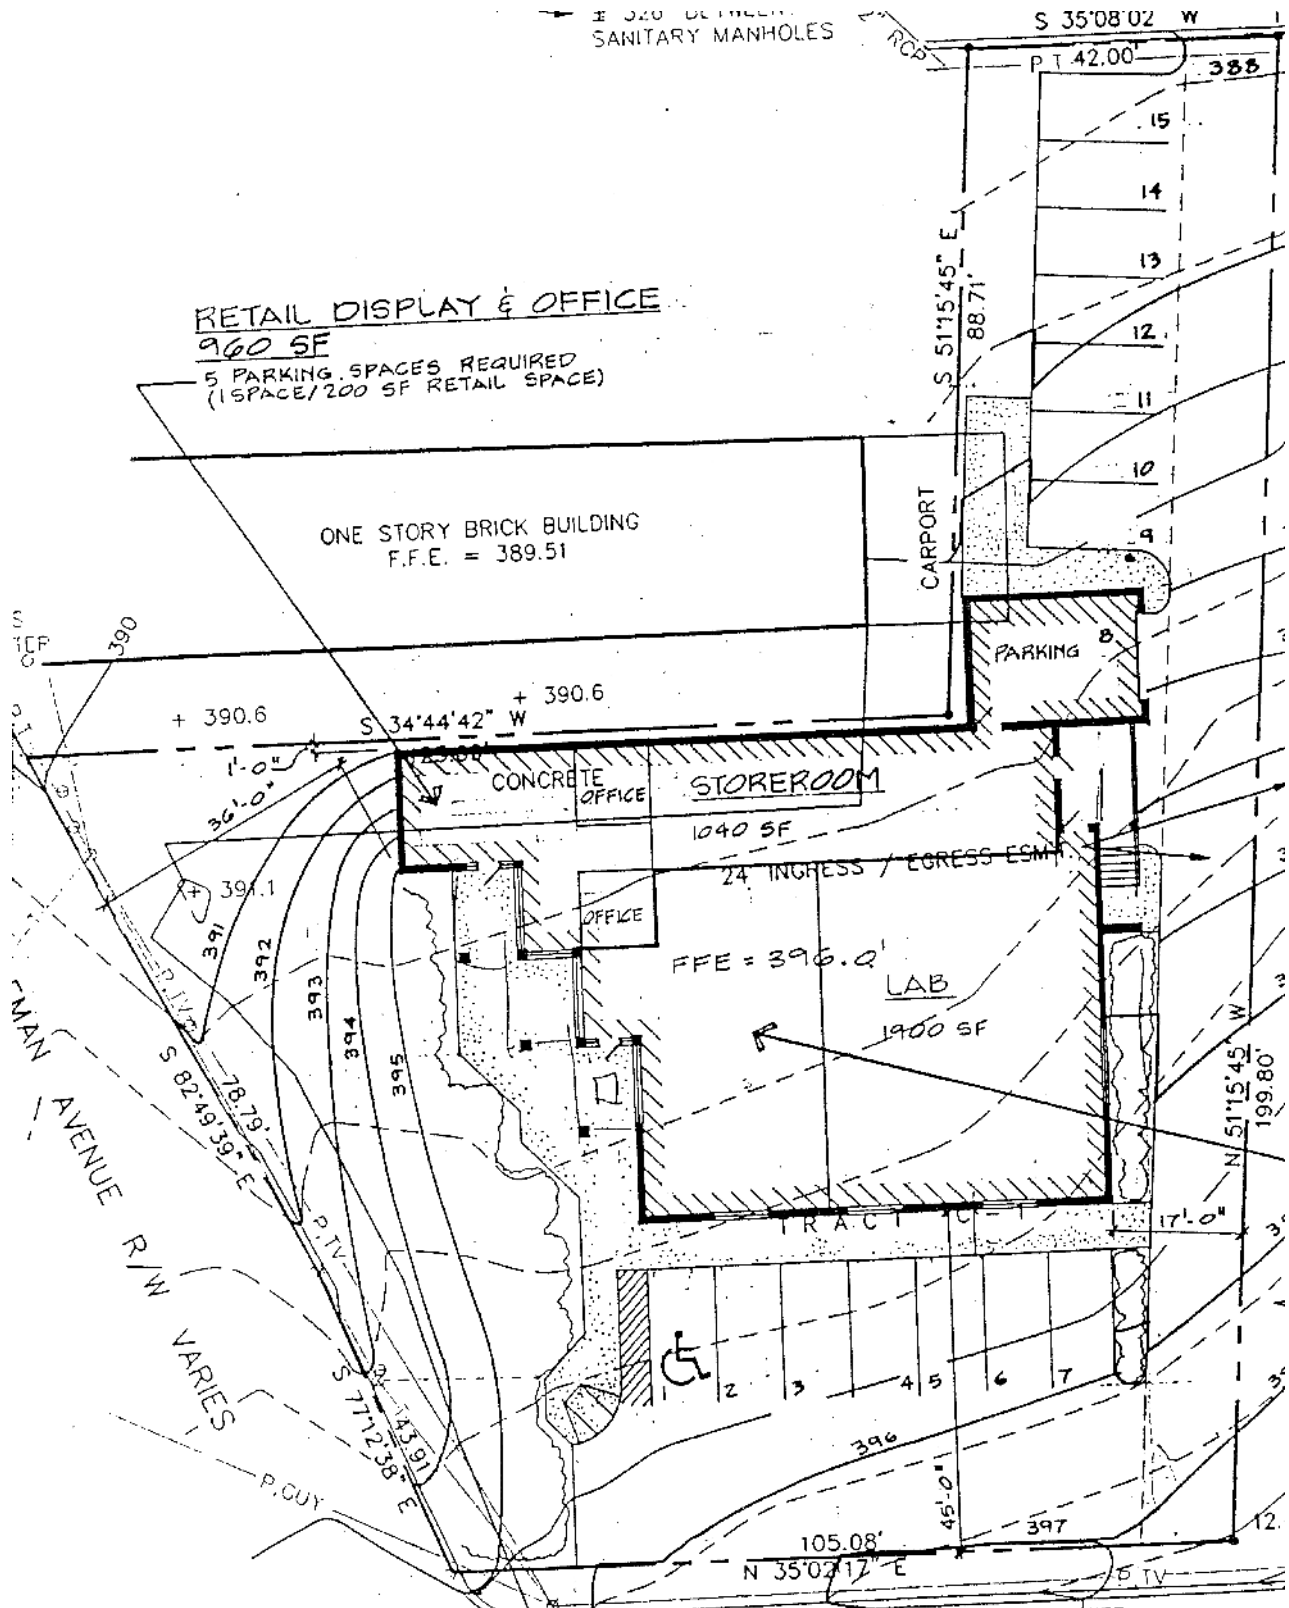 SANITARY MANHOLES
RCP
S 35°08'02" W
P.T. 42.00'
388
15
14
13
12
11
10
9
S 51°15'45" E
88.71'
RETAIL DISPLAY & OFFICE
960 SF
5 PARKING SPACES REQUIRED
(1 SPACE/200 SF RETAIL SPACE)
ONE STORY BRICK BUILDING
F.F.E. = 389.51
CARPORT
PARKING
8
390
+ 390.6
+ 390.6
S 34°44'42" W
1'-0"
36'-0"
CONCRETE
OFFICE
STOREROOM
1040 SF
24' INGRESS / EGRESS ESMT
+ 391.1
391
392
393
394
395
OFFICE
FFE = 396.0'
LAB
1900 SF
P.TV
78.79'
S 82°49'39" E
AVENUE R/W VARIES
N 51°15'45" W
199.80'
17'-0"
TRACT C-1
P.TV
2
3
4
5
6
7
43.91'
S 77°12'38" E
P.GUY
396
45'-0"
397
105.08'
N 35°02'17" E
12.
P.TV